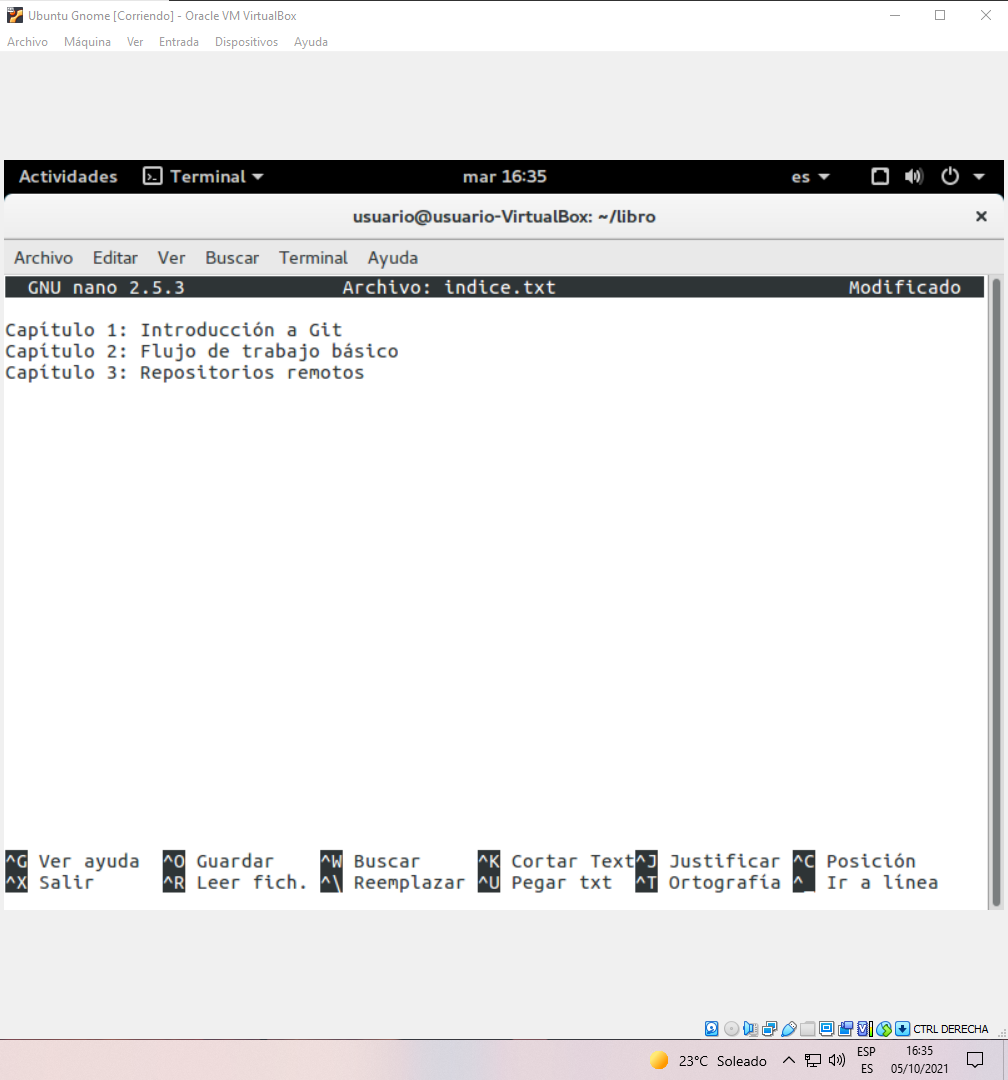 Ubuntu Gnome [Corriendo] - Oracle VM VirtualBox
Archivo Máquina Ver Entrada Dispositivos Ayuda
Actividades Terminal mar 16:35 es
usuario@usuario-VirtualBox: ~/libro
Archivo Editar Ver Buscar Terminal Ayuda
GNU nano 2.5.3 Archivo: indice.txt Modificado
Capítulo 1: Introducción a Git
Capítulo 2: Flujo de trabajo básico
Capítulo 3: Repositorios remotos
^G Ver ayuda ^O Guardar ^W Buscar ^K Cortar Text^J Justificar ^C Posición
^X Salir ^R Leer fich. ^\ Reemplazar ^U Pegar txt ^T Ortografía ^_ Ir a línea
CTRL DERECHA
23°C Soleado ESP 16:35
ES 05/10/2021